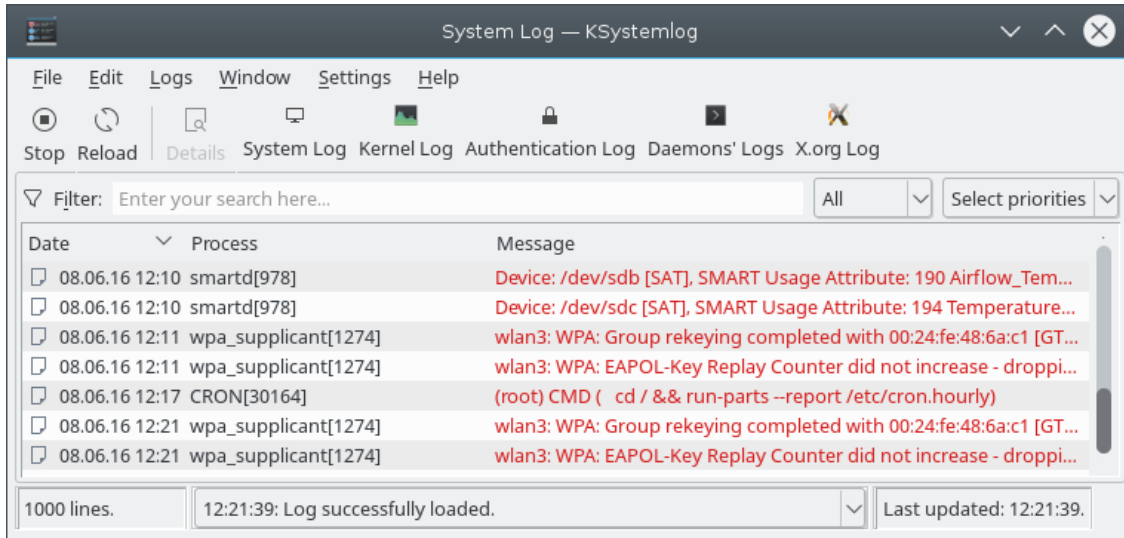 System Log — KSystemlog
File Edit Logs Window Settings Help
Stop Reload Details System Log Kernel Log Authentication Log Daemons' Logs X.org Log
Filter: Enter your search here... All Select priorities
Date Process Message
08.06.16 12:10 smartd[978] Device: /dev/sdb [SAT], SMART Usage Attribute: 190 Airflow_Tem...
08.06.16 12:10 smartd[978] Device: /dev/sdc [SAT], SMART Usage Attribute: 194 Temperature...
08.06.16 12:11 wpa_supplicant[1274] wlan3: WPA: Group rekeying completed with 00:24:fe:48:6a:c1 [GT...
08.06.16 12:11 wpa_supplicant[1274] wlan3: WPA: EAPOL-Key Replay Counter did not increase - droppi...
08.06.16 12:17 CRON[30164] (root) CMD (   cd / && run-parts --report /etc/cron.hourly)
08.06.16 12:21 wpa_supplicant[1274] wlan3: WPA: Group rekeying completed with 00:24:fe:48:6a:c1 [GT...
08.06.16 12:21 wpa_supplicant[1274] wlan3: WPA: EAPOL-Key Replay Counter did not increase - droppi...
1000 lines. 12:21:39: Log successfully loaded. Last updated: 12:21:39.